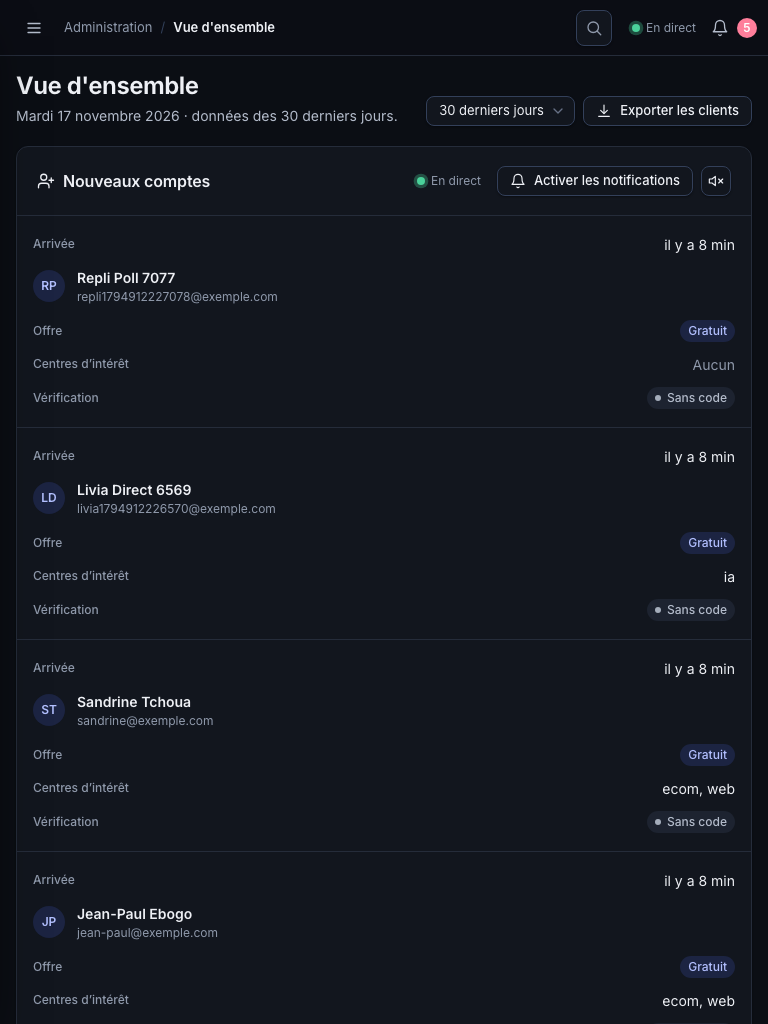 Administration / Vue d'ensemble En direct 5
Vue d'ensemble
Mardi 17 novembre 2026 · données des 30 derniers jours.
30 derniers jours
Exporter les clients
Nouveaux comptes
En direct
Activer les notifications
Arrivée il y a 8 min
RP Repli Poll 7077
repli1794912227078@exemple.com
Offre Gratuit
Centres d’intérêt Aucun
Vérification Sans code
Arrivée il y a 8 min
LD Livia Direct 6569
livia1794912226570@exemple.com
Offre Gratuit
Centres d’intérêt ia
Vérification Sans code
Arrivée il y a 8 min
ST Sandrine Tchoua
sandrine@exemple.com
Offre Gratuit
Centres d’intérêt ecom, web
Vérification Sans code
Arrivée il y a 8 min
JP Jean-Paul Ebogo
jean-paul@exemple.com
Offre Gratuit
Centres d’intérêt ecom, web